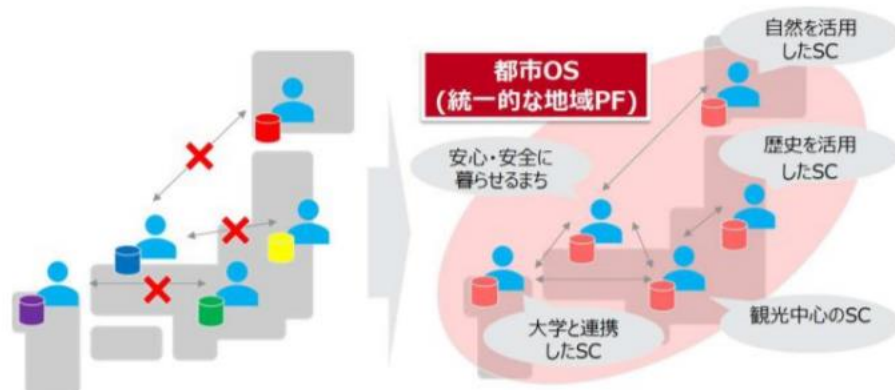 自然を活用
したSC
都市OS
(統一的な地域PF)
安心・安全に
暮らせるまち
歴史を活用
したSC
大学と連携
したSC
観光中心のSC